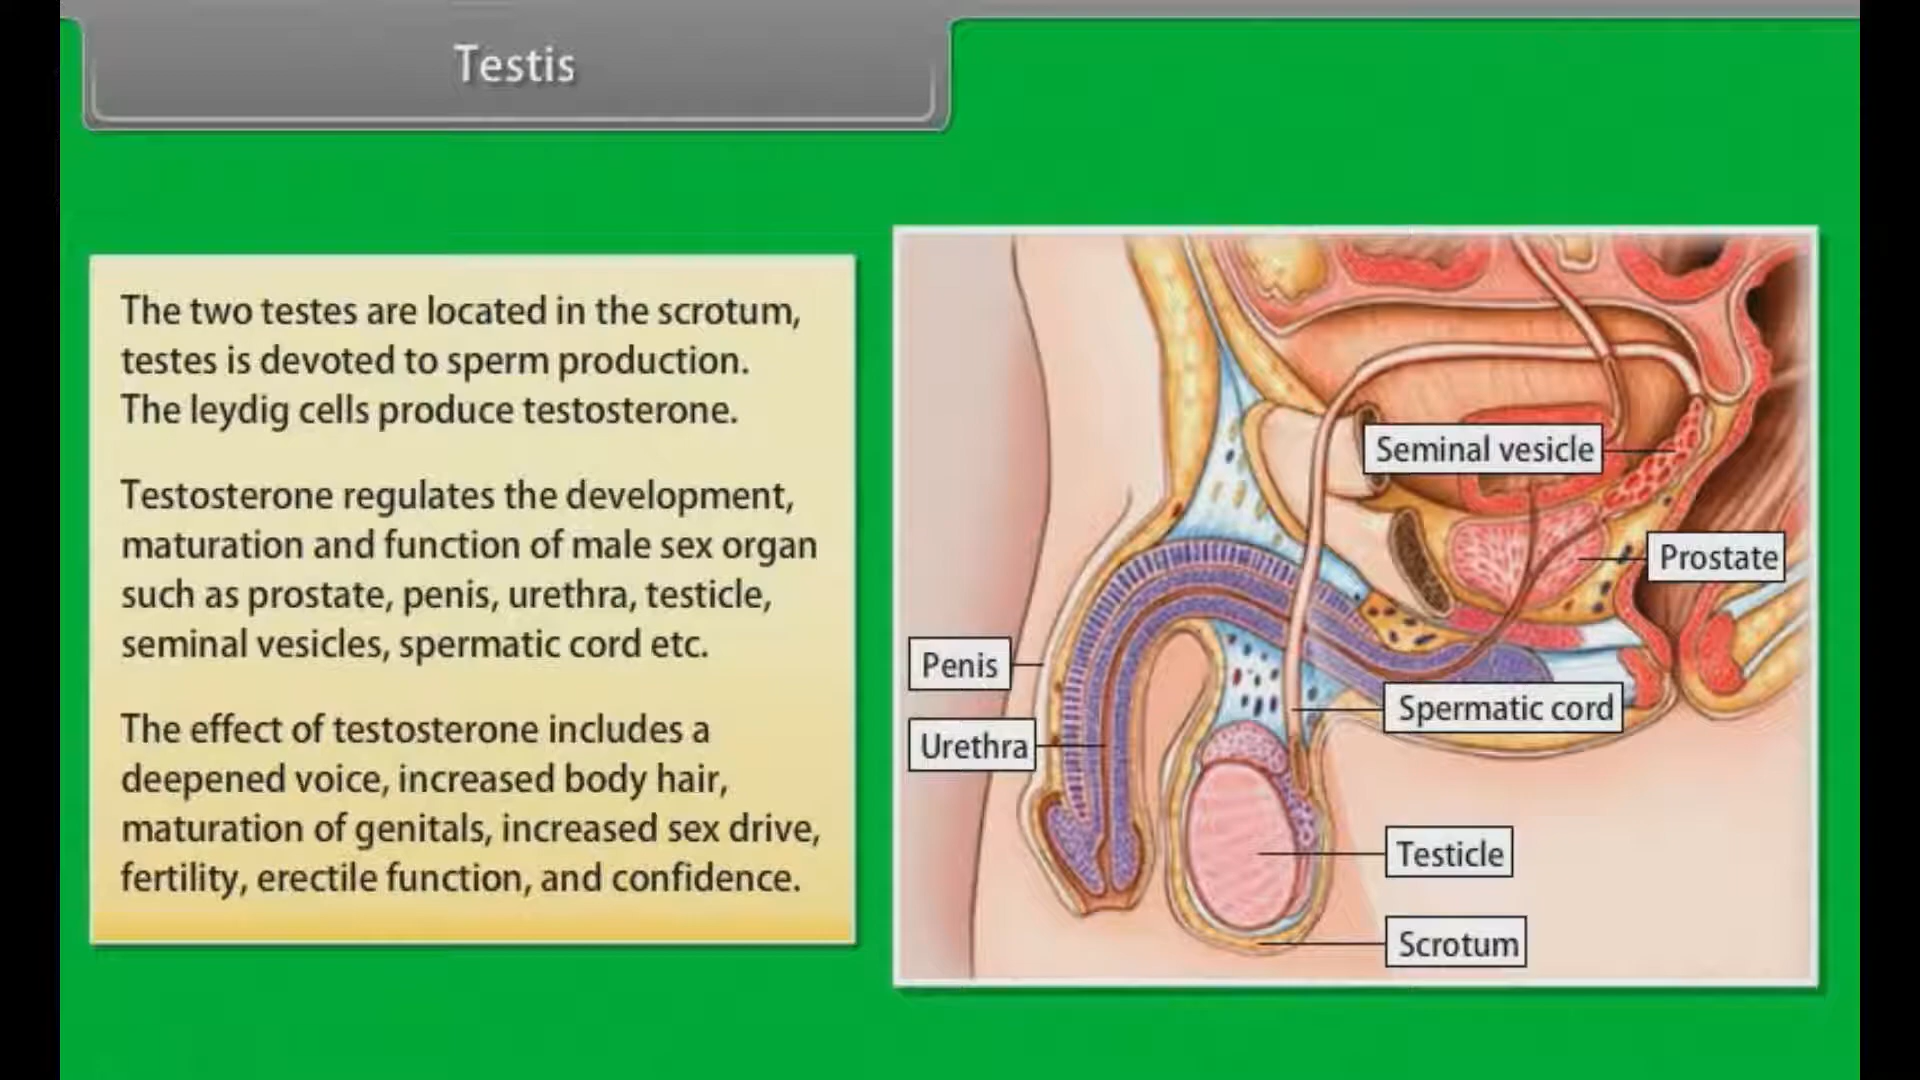 Testis
The two testes are located in the scrotum,
testes is devoted to sperm production.
The leydig cells produce testosterone.
Testosterone regulates the development,
maturation and function of male sex organ
such as prostate, penis, urethra, testicle,
seminal vesicles, spermatic cord etc.
The effect of testosterone includes a
deepened voice, increased body hair,
maturation of genitals, increased sex drive,
fertility, erectile function, and confidence.
Seminal vesicle
Prostate
Penis
Spermatic cord
Urethra
Testicle
Scrotum